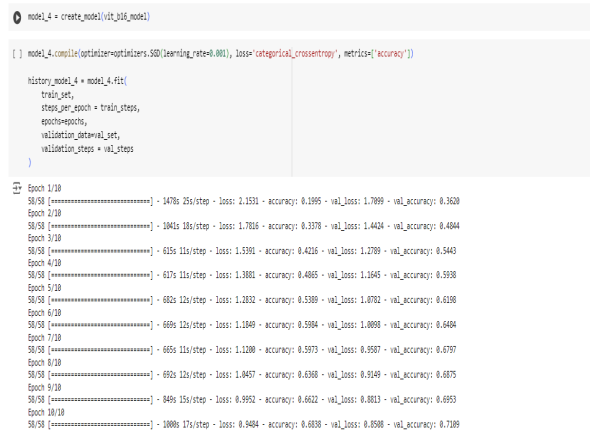 model_4 = create_model(vit_b16_model)
[ ] model_4.compile(optimizer=optimizers.SGD(learning_rate=0.001), loss='categorical_crossentropy', metrics=['accuracy'])
history_model_4 = model_4.fit(
train_set,
steps_per_epoch = train_steps,
epochs=epochs,
validation_data=val_set,
validation_steps = val_steps
)
Epoch 1/10
58/58 [==============================] - 1478s 25s/step - loss: 2.1531 - accuracy: 0.1995 - val_loss: 1.7099 - val_accuracy: 0.3620
Epoch 2/10
58/58 [==============================] - 1041s 18s/step - loss: 1.7816 - accuracy: 0.3378 - val_loss: 1.4424 - val_accuracy: 0.4844
Epoch 3/10
58/58 [==============================] - 615s 11s/step - loss: 1.5391 - accuracy: 0.4216 - val_loss: 1.2789 - val_accuracy: 0.5443
Epoch 4/10
58/58 [==============================] - 617s 11s/step - loss: 1.3881 - accuracy: 0.4865 - val_loss: 1.1645 - val_accuracy: 0.5938
Epoch 5/10
58/58 [==============================] - 682s 12s/step - loss: 1.2832 - accuracy: 0.5389 - val_loss: 1.0782 - val_accuracy: 0.6198
Epoch 6/10
58/58 [==============================] - 669s 12s/step - loss: 1.1849 - accuracy: 0.5984 - val_loss: 1.0098 - val_accuracy: 0.6484
Epoch 7/10
58/58 [==============================] - 665s 11s/step - loss: 1.1200 - accuracy: 0.5973 - val_loss: 0.9587 - val_accuracy: 0.6797
Epoch 8/10
58/58 [==============================] - 692s 12s/step - loss: 1.0457 - accuracy: 0.6368 - val_loss: 0.9149 - val_accuracy: 0.6875
Epoch 9/10
58/58 [==============================] - 849s 15s/step - loss: 0.9952 - accuracy: 0.6622 - val_loss: 0.8813 - val_accuracy: 0.6953
Epoch 10/10
58/58 [==============================] - 1000s 17s/step - loss: 0.9484 - accuracy: 0.6838 - val_loss: 0.8508 - val_accuracy: 0.7109